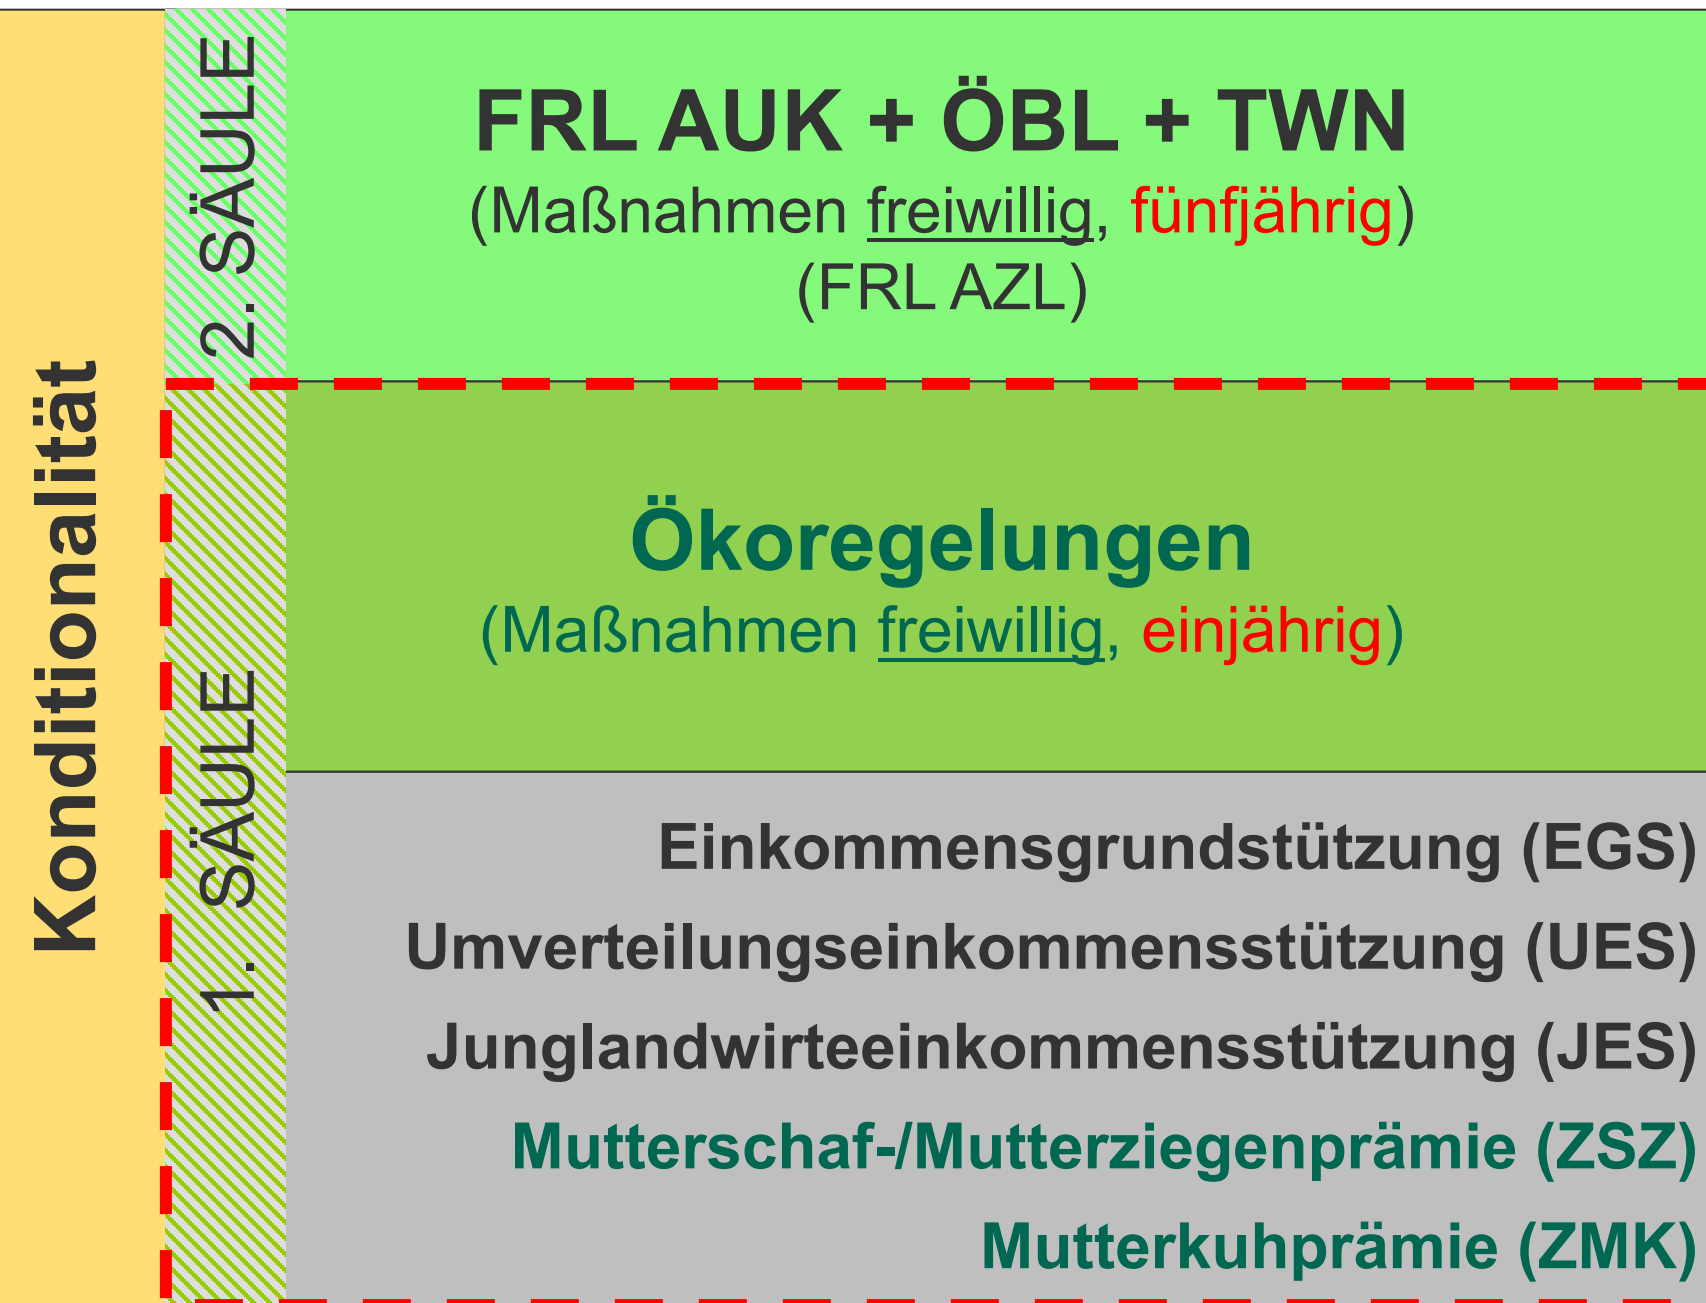 Konditionalität
2. SÄULE
FRL AUK + ÖBL + TWN
(Maßnahmen freiwillig, fünfjährig)
(FRL AZL)
1. SÄULE
Ökoregelungen
(Maßnahmen freiwillig, einjährig)
Einkommensgrundstützung (EGS)
Umverteilungseinkommensstützung (UES)
Junglandwirteeinkommensstützung (JES)
Mutterschaf-/Mutterziegenprämie (ZSZ)
Mutterkuhprämie (ZMK)